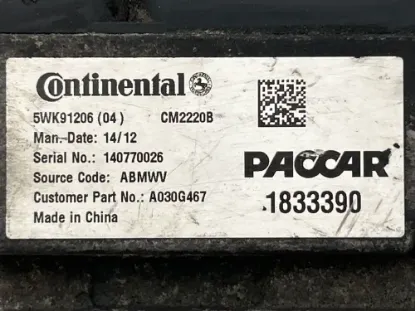 Continental
5WK91206 (04) CM2220B
Man. Date: 14/12
Serial No.: 140770026
Source Code: ABMWV
Customer Part No.: A030G467
Made in China
PACCAR
1833390